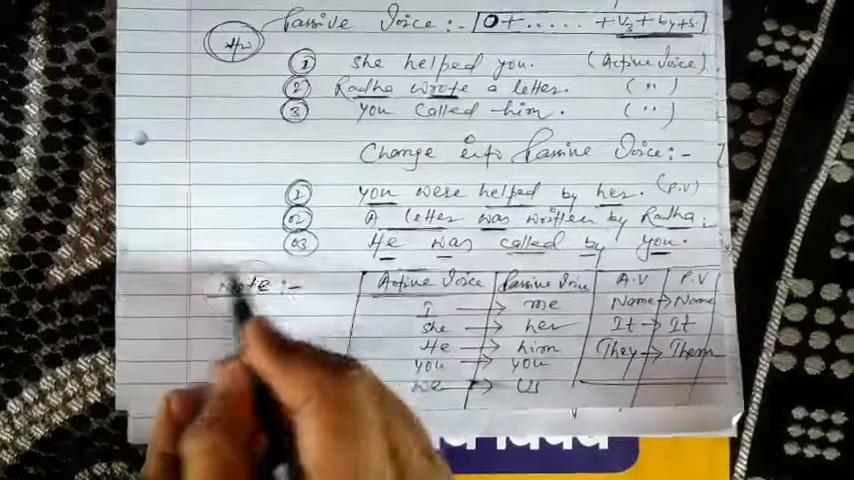 Passive Voice :- O + ...... + V3 + by + S.
① She helped you. (Active Voice)
② Radha wrote a letter. ( " )
③ You called him. ( " )
Change into Passive Voice :-
① you were helped by her. (P.V)
② A letter was written by Radha.
③ He was called by you.
Note :- Active Voice Passive Voice A.V P.V
I → me Name → Name
She → her It → It
He → him They → Them
you → you
we → us